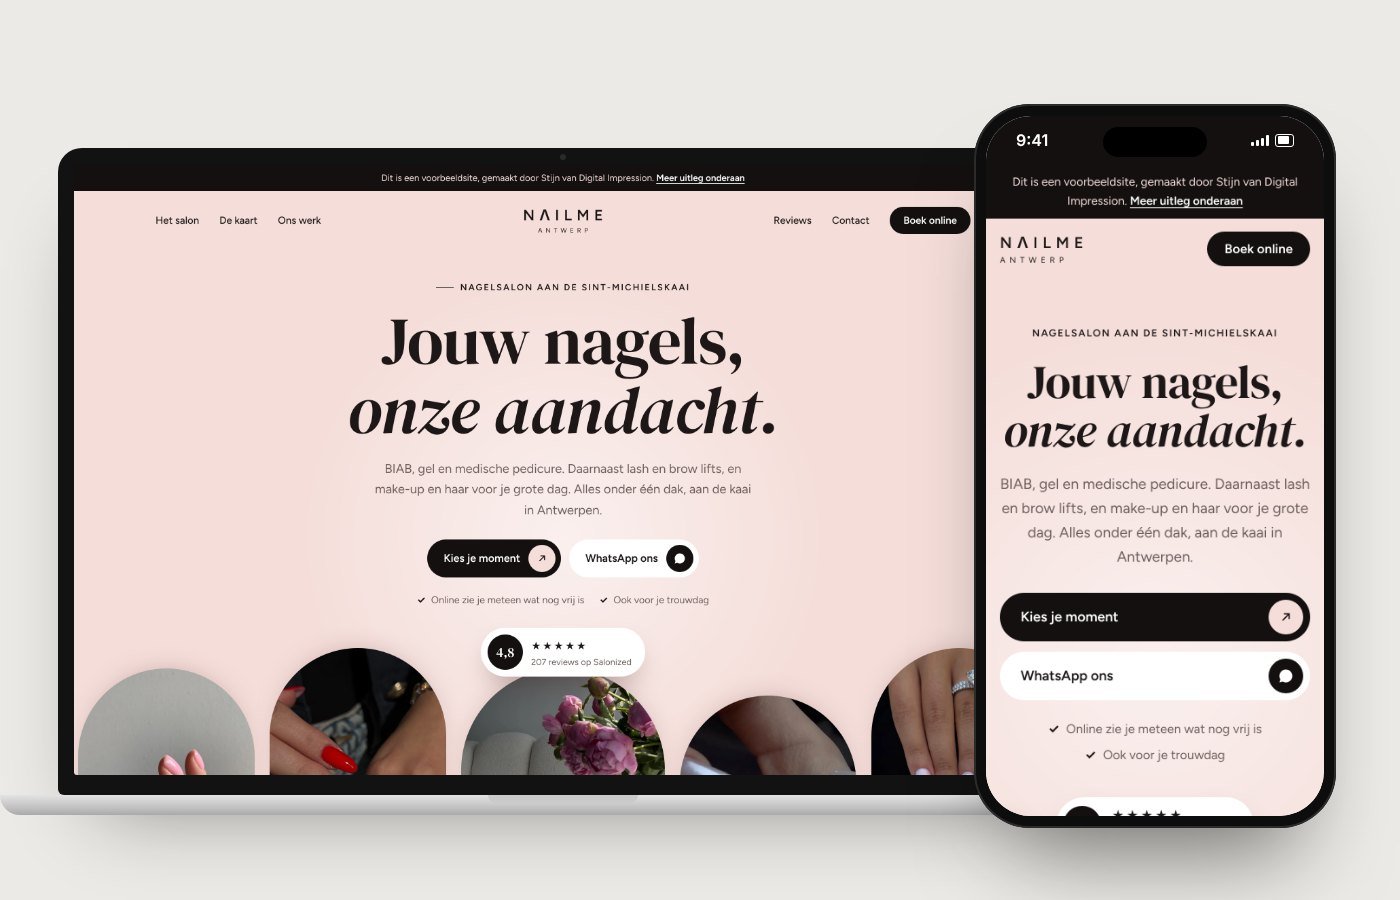 Dit is een voorbeeldsite, gemaakt door Stijn van Digital Impression. Meer uitleg onderaan
Het salon De kaart Ons werk
NAILME
ANTWERP
Reviews Contact Boek online
NAGELSALON AAN DE SINT-MICHIELSKAAI
Jouw nagels,
onze aandacht.
BIAB, gel en medische pedicure. Daarnaast lash en brow lifts, en
make-up en haar voor je grote dag. Alles onder één dak, aan de kaai
in Antwerpen.
Kies je moment WhatsApp ons
Online zie je meteen wat nog vrij is Ook voor je trouwdag
4,8 ★★★★★
207 reviews op Salonized
9:41
Dit is een voorbeeldsite, gemaakt door Stijn van Digital
Impression. Meer uitleg onderaan
NAILME
ANTWERP
Boek online
NAGELSALON AAN DE SINT-MICHIELSKAAI
Jouw nagels,
onze aandacht.
BIAB, gel en medische pedicure. Daarnaast lash
en brow lifts, en make-up en haar voor je grote
dag. Alles onder één dak, aan de kaai in
Antwerpen.
Kies je moment
WhatsApp ons
Online zie je meteen wat nog vrij is
Ook voor je trouwdag
★★★★★